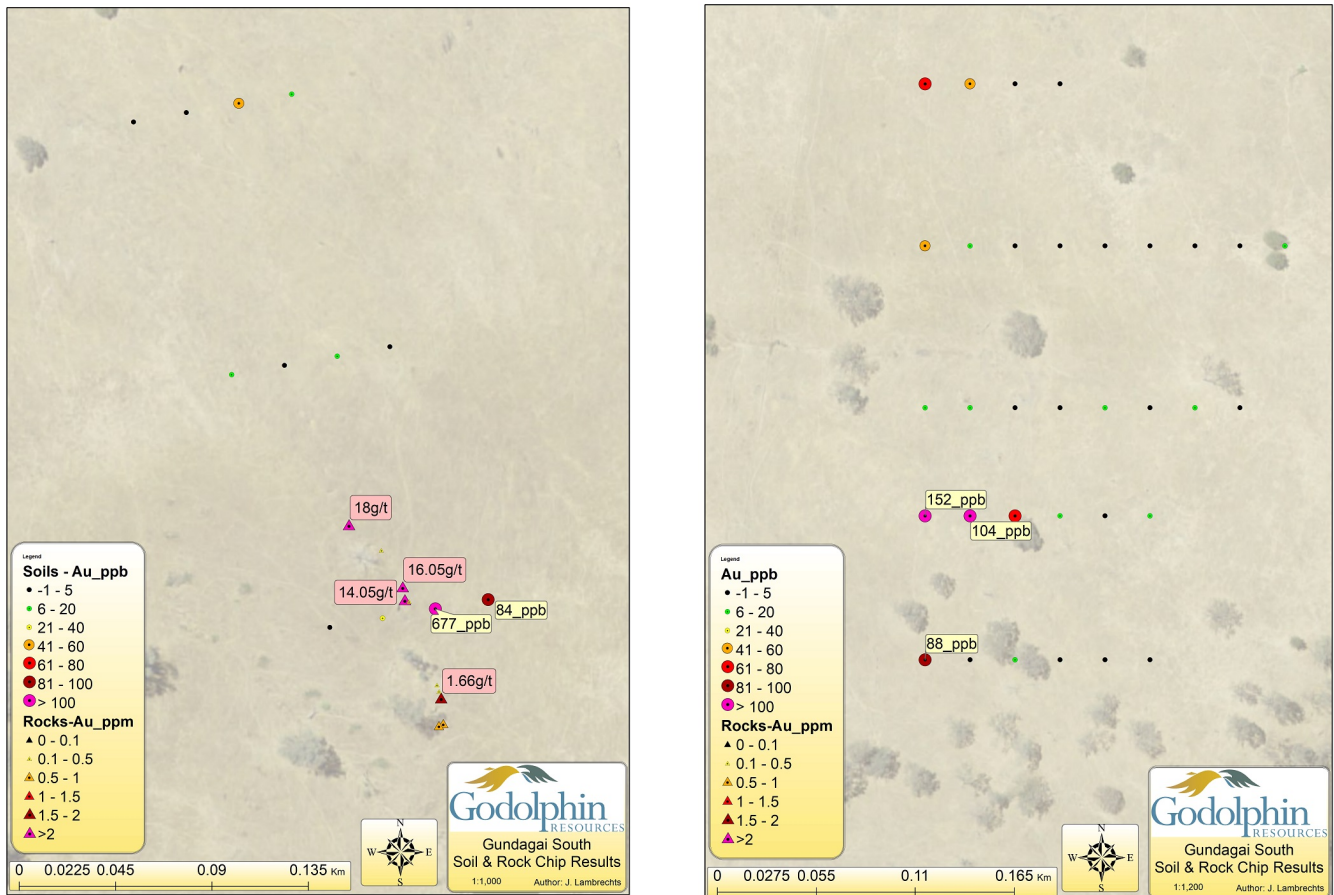 18g/t
16.05g/t
14.05g/t
84_ppb
677_ppb
1.66g/t
Legend
Soils - Au_ppb
-1 - 5
6 - 20
21 - 40
41 - 60
61 - 80
81 - 100
> 100
Rocks-Au_ppm
0 - 0.1
0.1 - 0.5
0.5 - 1
1 - 1.5
1.5 - 2
>2
0 0.0225 0.045 0.09 0.135 Km
N
W E
S
Godolphin
RESOURCES
Gundagai South
Soil & Rock Chip Results
1:1,000 Author: J. Lambrechts
152_ppb
104_ppb
88_ppb
Legend
Au_ppb
-1 - 5
6 - 20
21 - 40
41 - 60
61 - 80
81 - 100
> 100
Rocks-Au_ppm
0 - 0.1
0.1 - 0.5
0.5 - 1
1 - 1.5
1.5 - 2
>2
0 0.0275 0.055 0.11 0.165 Km
N
W E
S
Godolphin
RESOURCES
Gundagai South
Soil & Rock Chip Results
1:1,200 Author: J. Lambrechts